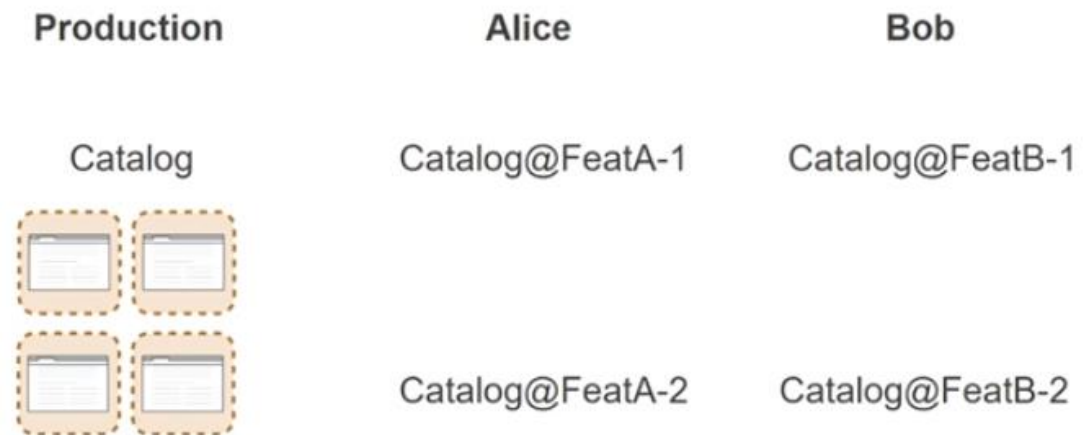 Production Alice Bob
Catalog Catalog@FeatA-1 Catalog@FeatB-1
Catalog@FeatA-2 Catalog@FeatB-2